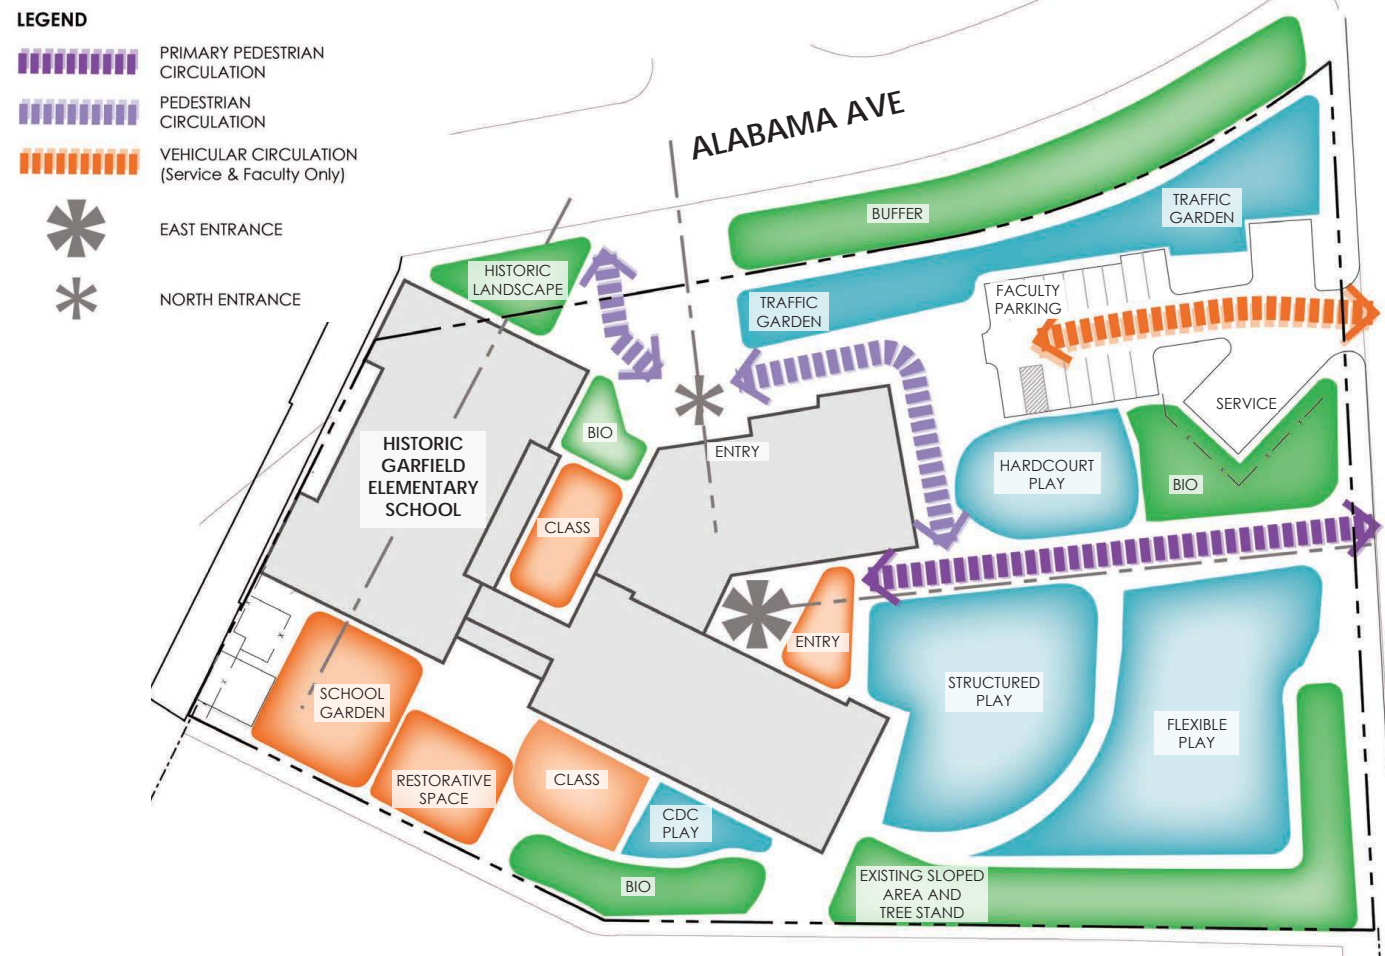 LEGEND
PRIMARY PEDESTRIAN
CIRCULATION
PEDESTRIAN
CIRCULATION
VEHICULAR CIRCULATION
(Service & Faculty Only)
EAST ENTRANCE
NORTH ENTRANCE
ALABAMA AVE
BUFFER
TRAFFIC
GARDEN
HISTORIC
LANDSCAPE
TRAFFIC
GARDEN
FACULTY
PARKING
SERVICE
BIO
ENTRY
HISTORIC
GARFIELD
ELEMENTARY
SCHOOL
HARDCOURT
PLAY
BIO
CLASS
ENTRY
SCHOOL
GARDEN
STRUCTURED
PLAY
FLEXIBLE
PLAY
RESTORATIVE
SPACE
CLASS
CDC
PLAY
BIO
EXISTING SLOPED
AREA AND
TREE STAND